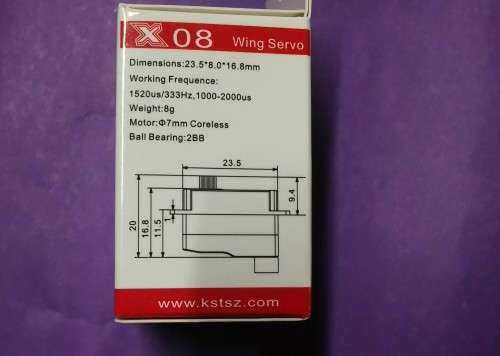 X 08 Wing Servo
Dimensions:23.5*8.0*16.8mm
Working Frequence:
1520us/333Hz,1000-2000us
Weight:8g
Motor:Φ7mm Coreless
Ball Bearing:2BB
23.5
9.4
20
16.8
11.5
1
www.kstsz.com